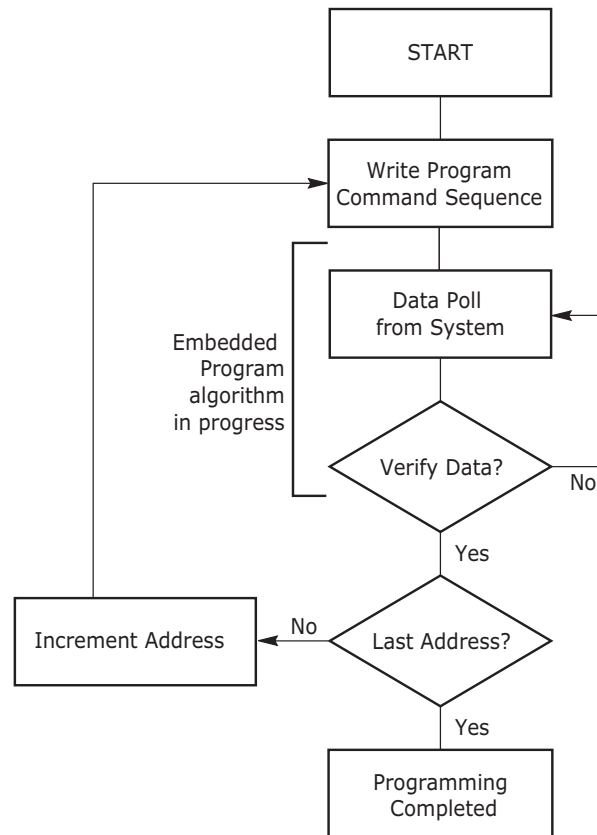 START
Write Program
Command Sequence
Data Poll
from System
Embedded
Program
algorithm
in progress
Verify Data?
No
Yes
Increment Address
No
Last Address?
Yes
Programming
Completed